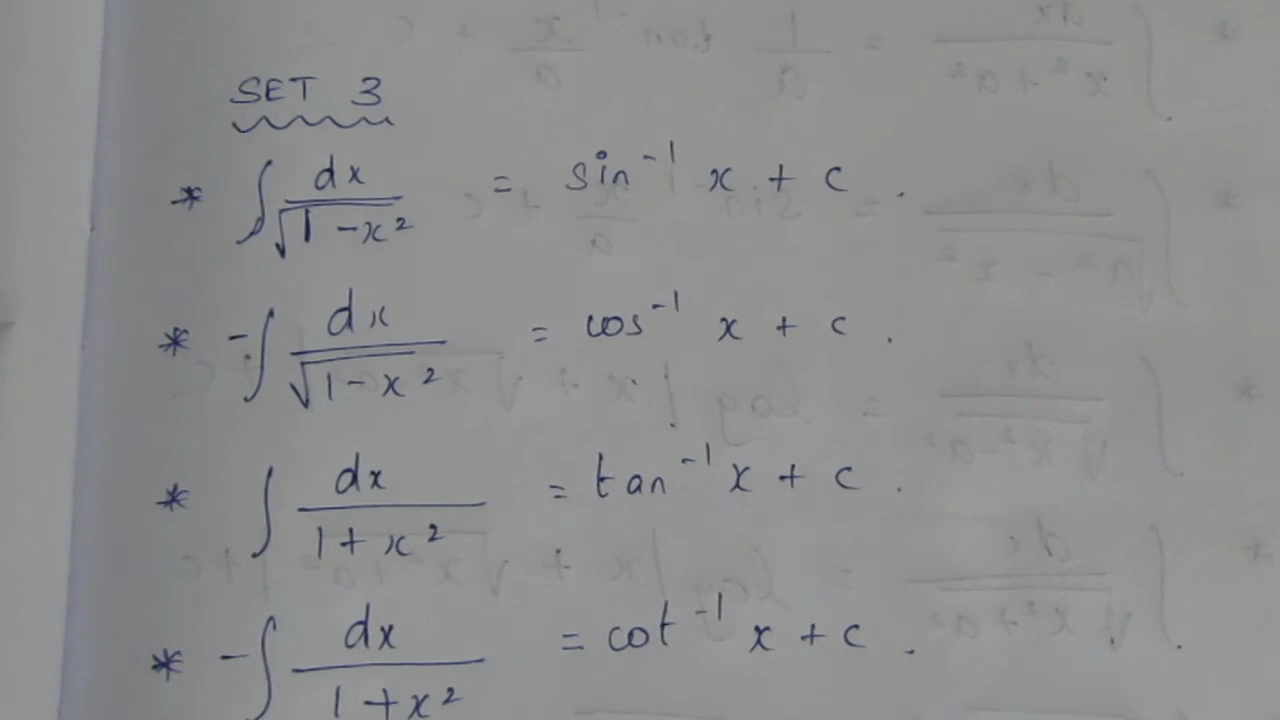 SET 3
* ∫ dx / √(1 - x²) = sin⁻¹ x + c .
* - ∫ dx / √(1 - x²) = cos⁻¹ x + c .
* ∫ dx / (1 + x²) = tan⁻¹ x + c .
* - ∫ dx / (1 + x²) = cot⁻¹ x + c .